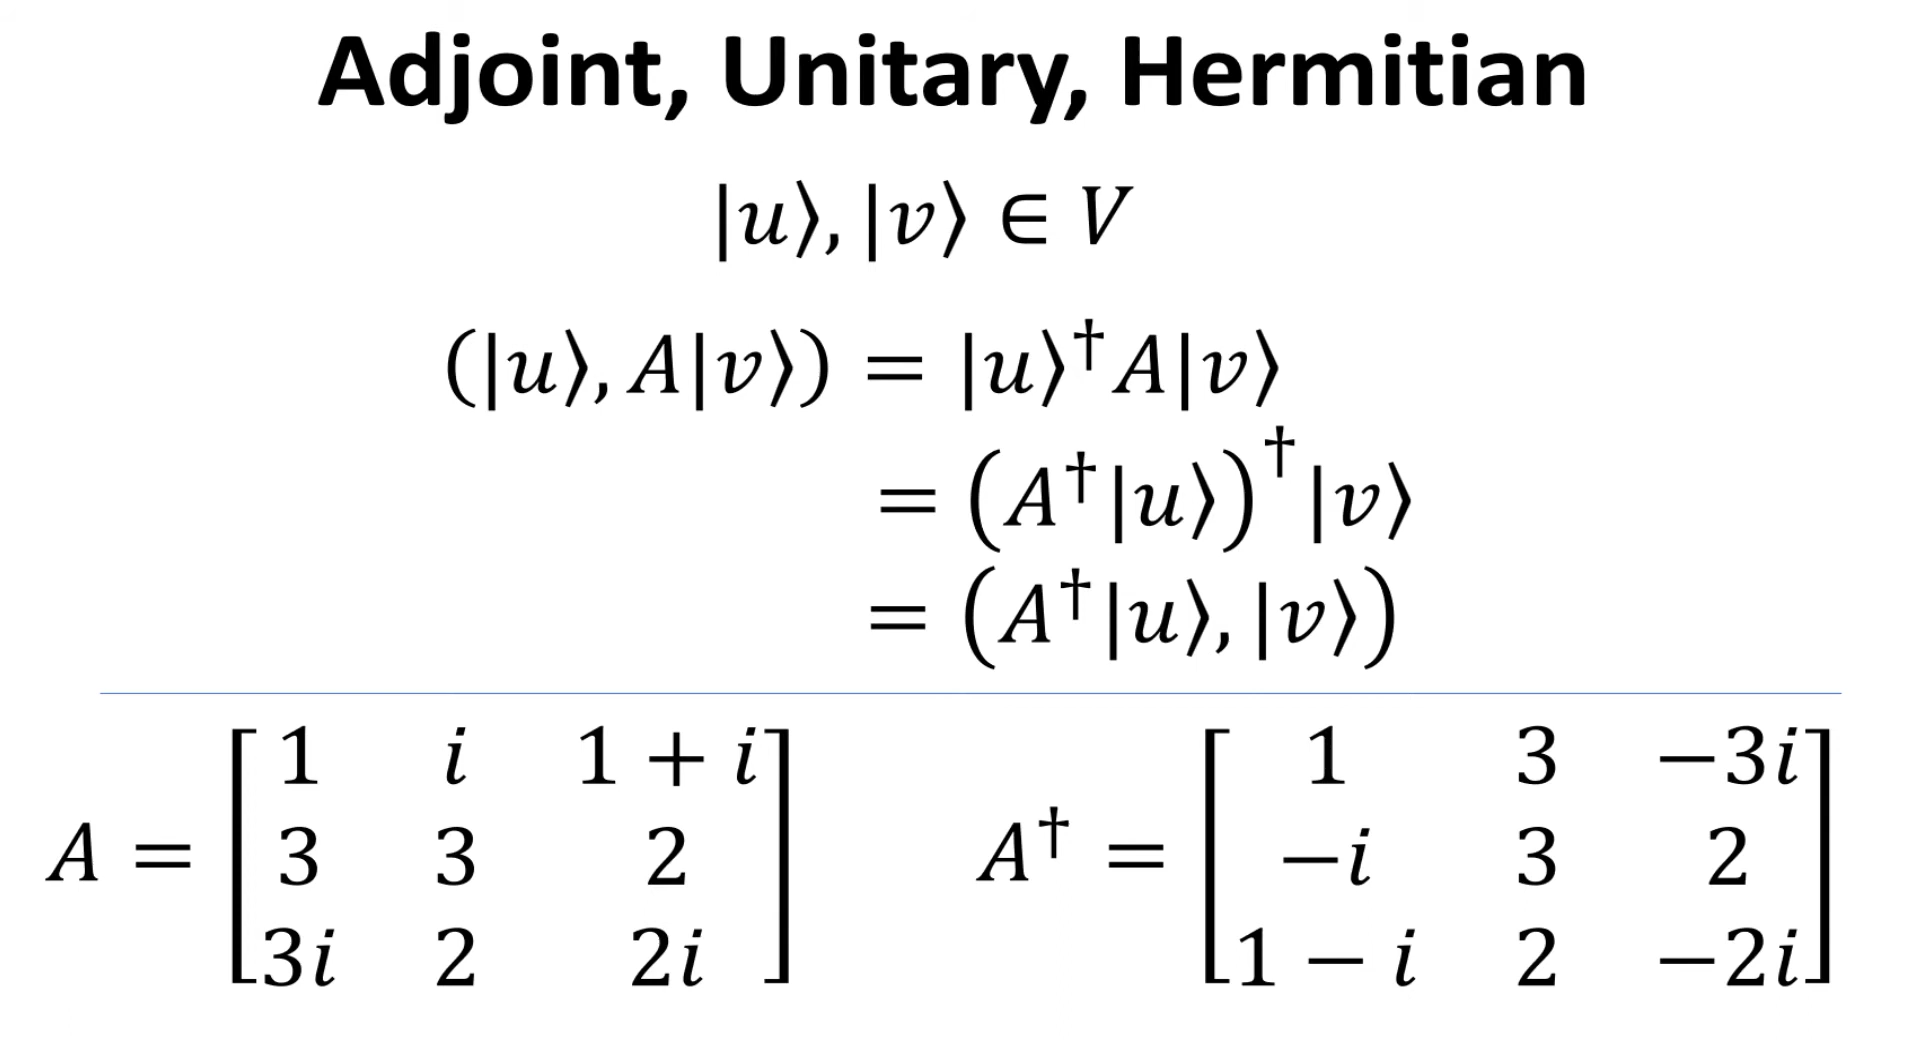 Adjoint, Unitary, Hermitian
|u⟩, |v⟩ ∈ V
(|u⟩, A|v⟩) = |u⟩†A|v⟩
= (A†|u⟩)†|v⟩
= (A†|u⟩, |v⟩)
A = [1 i 1 + i
3 3 2
3i 2 2i]
A† = [1 3 −3i
−i 3 2
1 − i 2 −2i]